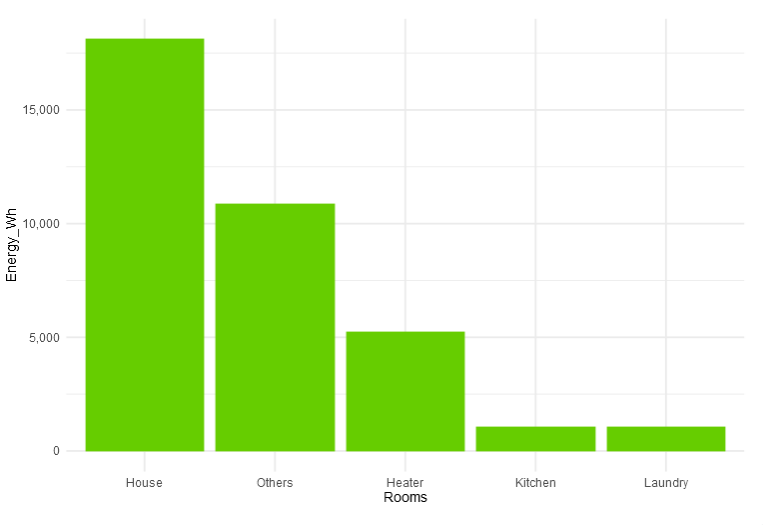 15,000
10,000
5,000
0
Energy_Wh
House Others Heater Kitchen Laundry
Rooms